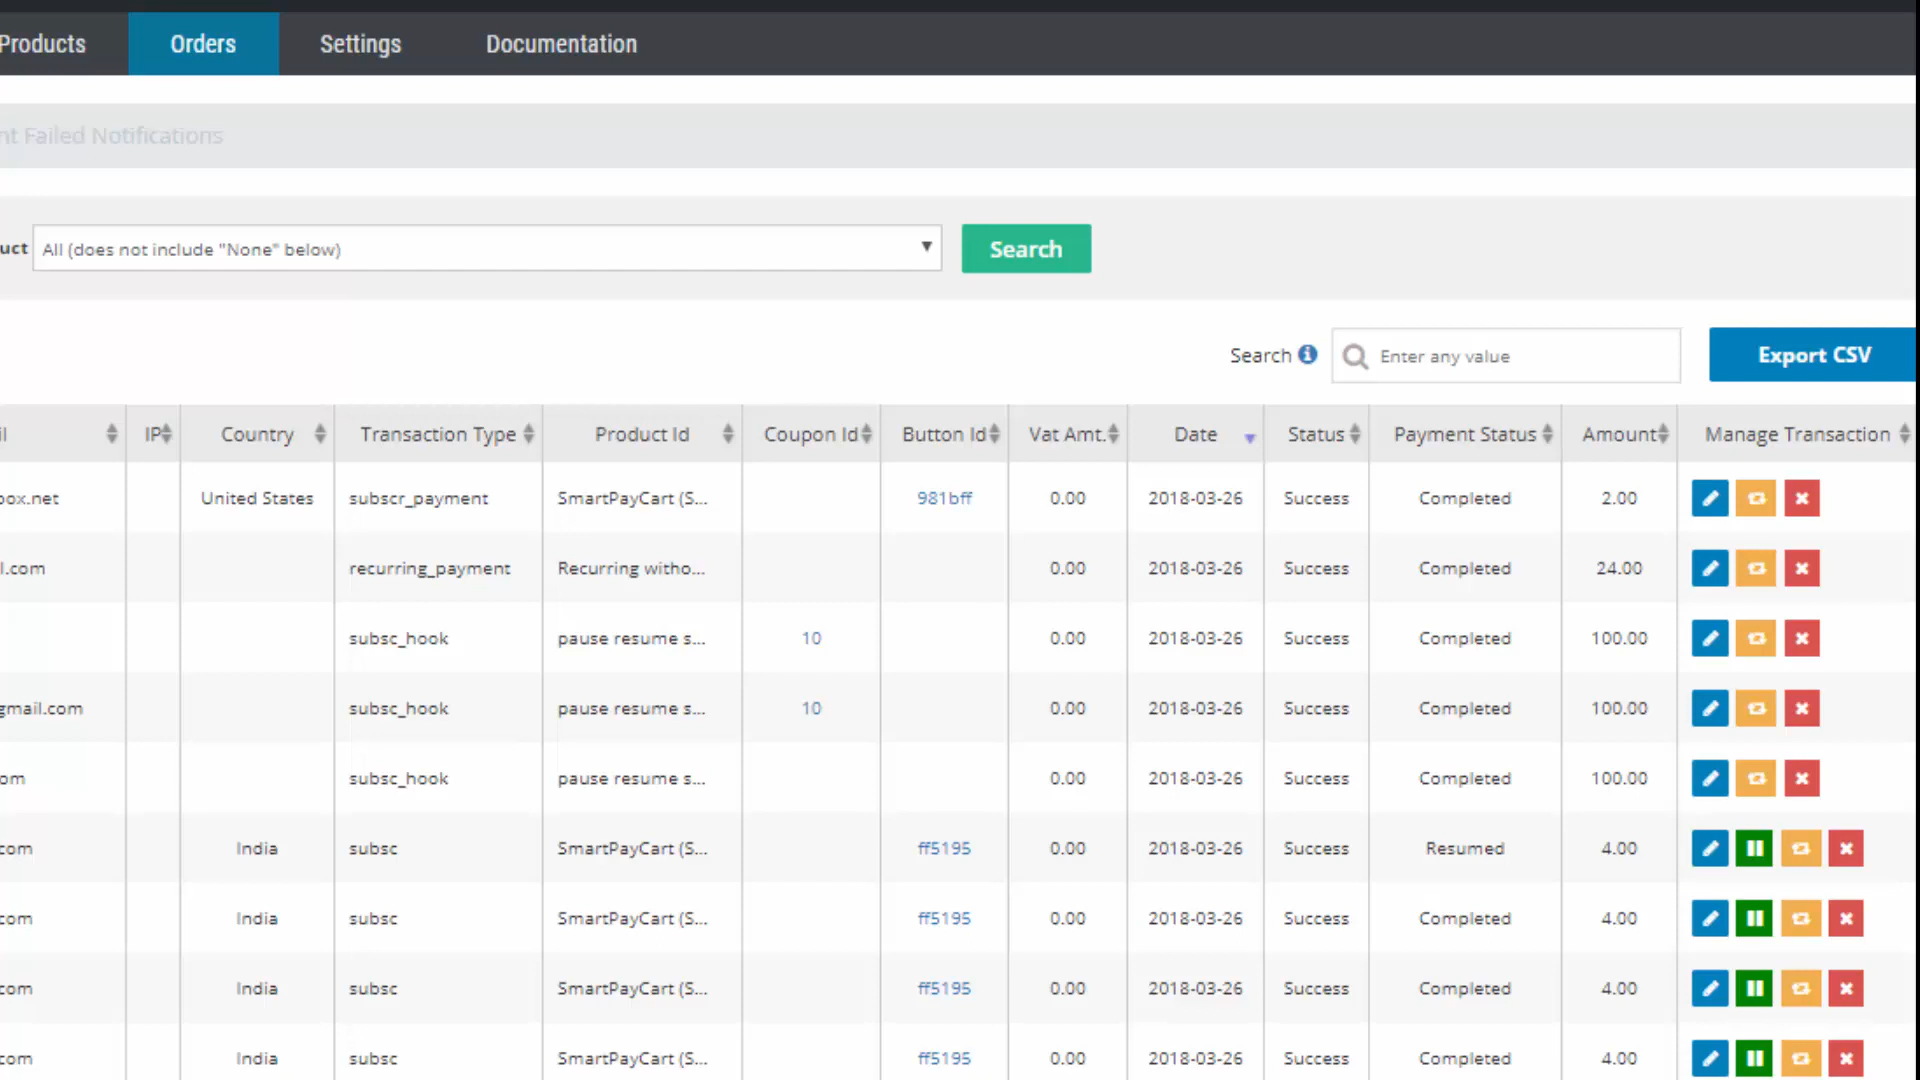 Products Orders Settings Documentation
nt Failed Notifications
uct All (does not include "None" below) Search
Search Enter any value Export CSV
il IP Country Transaction Type Product Id Coupon Id Button Id Vat Amt. Date Status Payment Status Amount Manage Transaction
box.net United States subscr_payment SmartPayCart (S... 981bff 0.00 2018-03-26 Success Completed 2.00
l.com recurring_payment Recurring witho... 0.00 2018-03-26 Success Completed 24.00
subsc_hook pause resume s... 10 0.00 2018-03-26 Success Completed 100.00
gmail.com subsc_hook pause resume s... 10 0.00 2018-03-26 Success Completed 100.00
om subsc_hook pause resume s... 0.00 2018-03-26 Success Completed 100.00
com India subsc SmartPayCart (S... ff5195 0.00 2018-03-26 Success Resumed 4.00
com India subsc SmartPayCart (S... ff5195 0.00 2018-03-26 Success Completed 4.00
com India subsc SmartPayCart (S... ff5195 0.00 2018-03-26 Success Completed 4.00
com India subsc SmartPayCart (S... ff5195 0.00 2018-03-26 Success Completed 4.00